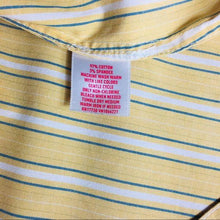 97% COTTON
3% SPANDEX
MACHINE WASH WARM
WITH LIKE COLORS
GENTLE CYCLE
ONLY NON-CHLORINE
BLEACH WHEN NEEDED
TUMBLE DRY MEDIUM
WARM IRON IF NEEDED